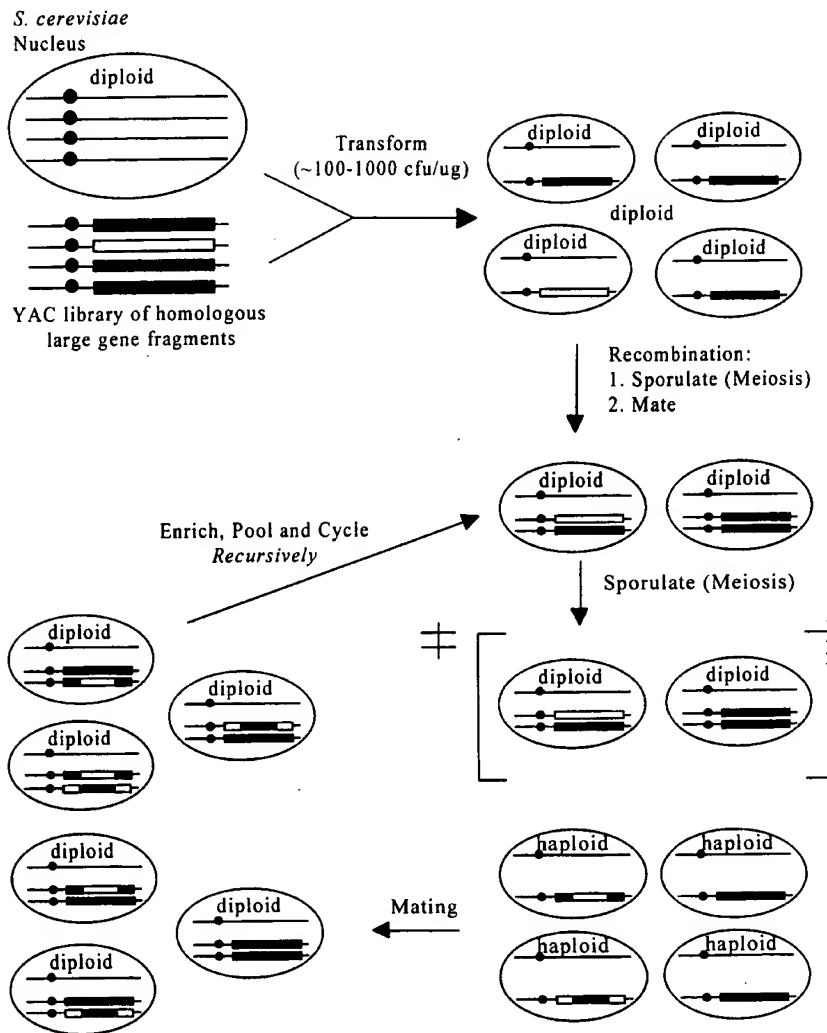 S. cerevisiae
Nucleus
diploid
YAC library of homologous
large gene fragments
Transform
(~100-1000 cfu/ug)
diploid
diploid
diploid
diploid
diploid
Recombination:
1. Sporulate (Meiosis)
2. Mate
diploid
diploid
Enrich, Pool and Cycle
Recursively
Sporulate (Meiosis)
diploid
diploid
diploid
diploid
diploid
haploid
haploid
haploid
haploid
Mating
diploid
diploid
diploid